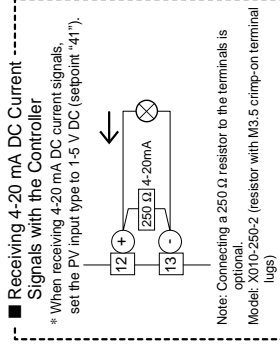 ■ Receiving 4-20 mA DC Current
Signals with the Controller
* When receiving 4-20 mA DC current signals,
set the PV input type to 1-5 V DC (setpoint “41”).
12
+
250 Ω
4-20mA
13
-
Note: Connecting a 250 Ω resistor to the terminals is
optional.
Model: X010-250-2 (resistor with M3.5 crimp-on terminal
lugs)